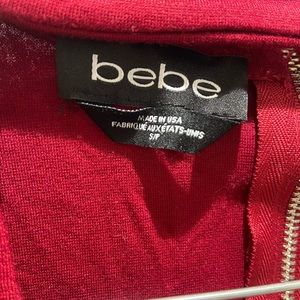 bebe
MADE IN USA
FABRIQUÉ AUX ÉTATS-UNIS
S/P